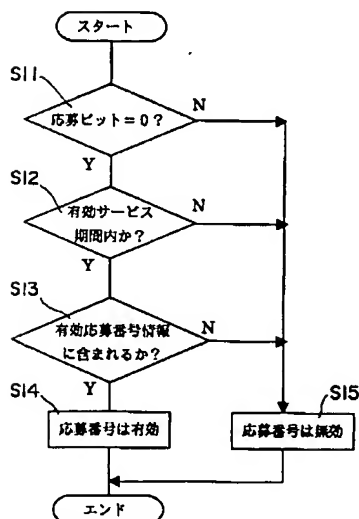 スタート
S11
応募ビット=0?
N
Y
S12
有効サービス
期間内か?
N
Y
S13
有効応募番号情報
に含まれるか?
N
Y
S14
応募番号は有効
S15
応募番号は無効
エンド